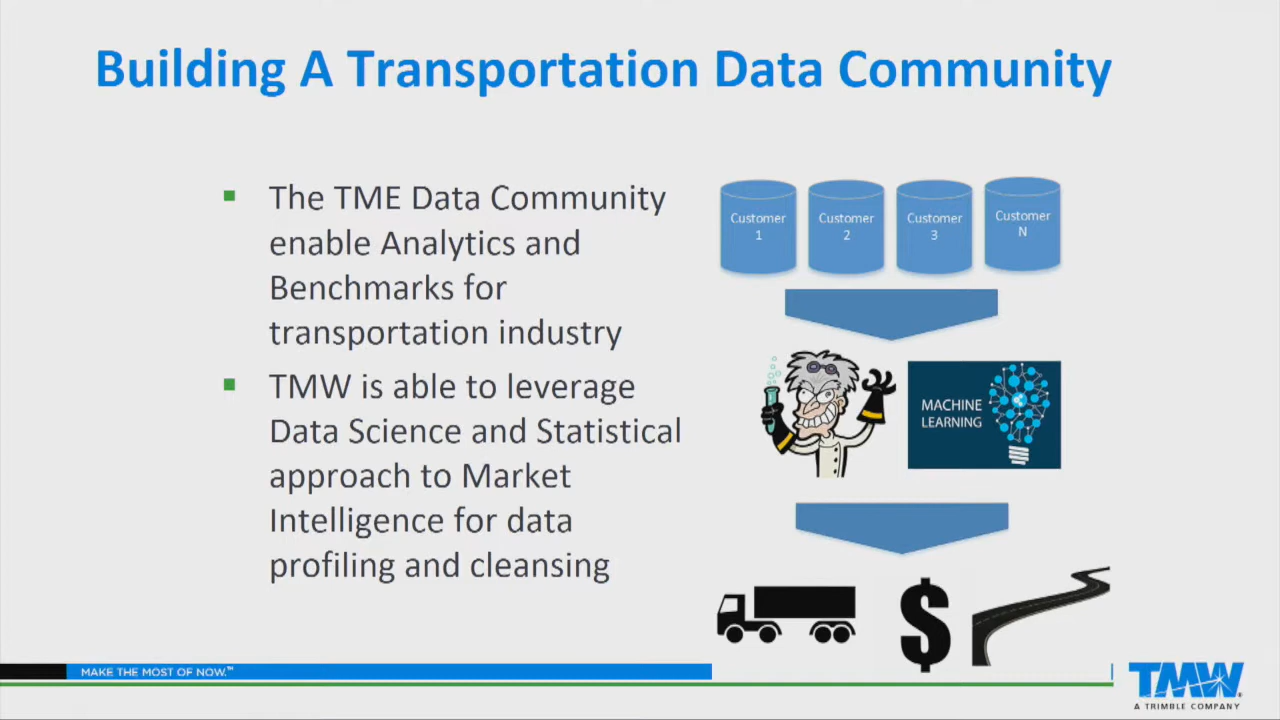 Building A Transportation Data Community
The TME Data Community
enable Analytics and
Benchmarks for
transportation industry
TMW is able to leverage
Data Science and Statistical
approach to Market
Intelligence for data
profiling and cleansing
Customer
1
Customer
2
Customer
3
Customer
N
MACHINE
LEARNING
$
MAKE THE MOST OF NOW.™
TMW
A TRIMBLE COMPANY